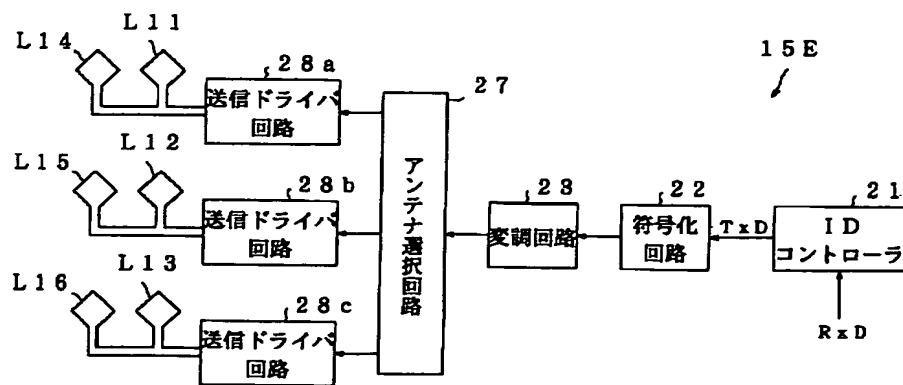 L14
L11
28a
送信ドライバ
回路
27
15E
L15
L12
28b
送信ドライバ
回路
アンテナ選択回路
23
変調回路
22
符号化
回路
TxD
21
ID
コントローラ
RxD
L16
L13
28c
送信ドライバ
回路